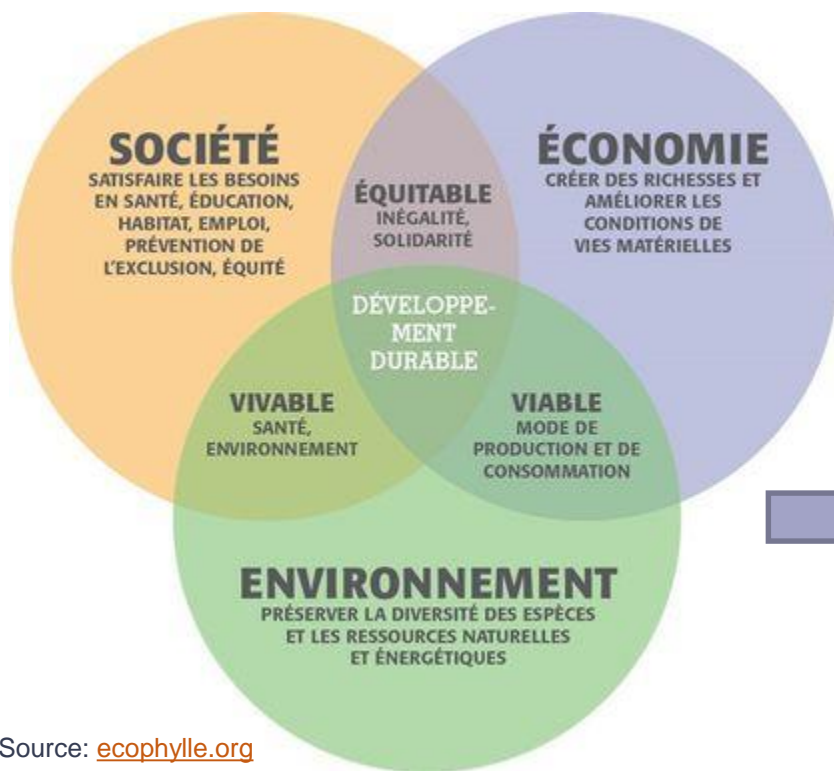 SOCIÉTÉ
SATISFAIRE LES BESOINS
EN SANTÉ, ÉDUCATION,
HABITAT, EMPLOI,
PRÉVENTION DE
L'EXCLUSION, ÉQUITÉ
ÉQUITABLE
INÉGALITÉ,
SOLIDARITÉ
ÉCONOMIE
CRÉER DES RICHESSES ET
AMÉLIORER LES
CONDITIONS DE
VIES MATÉRIELLES
DÉVELOPPE-
MENT
DURABLE
VIVABLE
SANTÉ,
ENVIRONNEMENT
VIABLE
MODE DE
PRODUCTION ET DE
CONSOMMATION
ENVIRONNEMENT
PRÉSERVER LA DIVERSITÉ DES ESPÈCES
ET LES RESSOURCES NATURELLES
ET ÉNERGÉTIQUES
Source: ecophylle.org